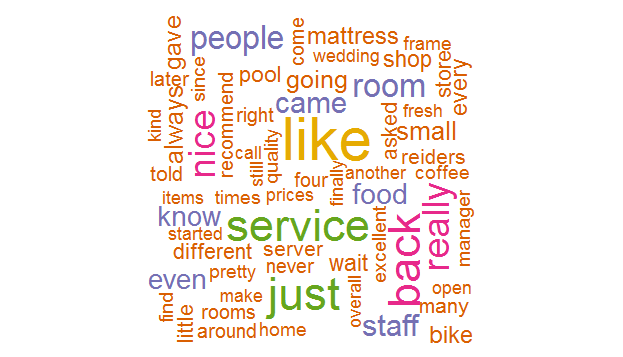 gave
people
come
mattress
frame
wedding
later
since
pool
going
shop
store
every
always
recommend
came
room
kind
nice
right
like
asked
fresh
small
call
still
quality
reiders
told
four
finally
another
coffee
items
times
prices
food
know
service
back
really
manager
started
different
server
excellent
even
pretty
never
wait
find
little
make
just
overall
open
many
rooms
around
home
staff
bike